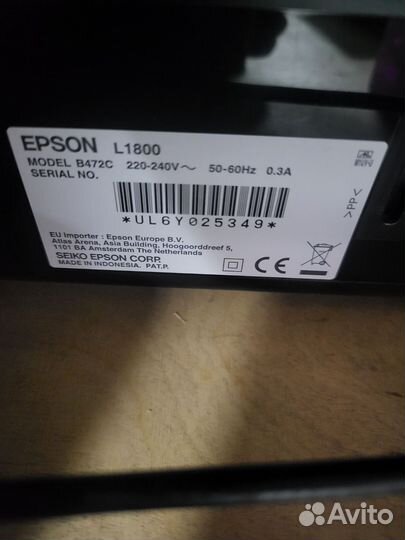 EPSON L1800
MODEL B472C 220-240V～ 50-60Hz 0.3A
SERIAL NO.
*UL6Y025349*
EU Importer : Epson Europe B.V.
Atlas Arena, Asia Building, Hoogoorddreef 5,
1101 BA Amsterdam The Netherlands
SEIKO EPSON CORP.
MADE IN INDONESIA. PAT.P.
CE
>PP<
Avito